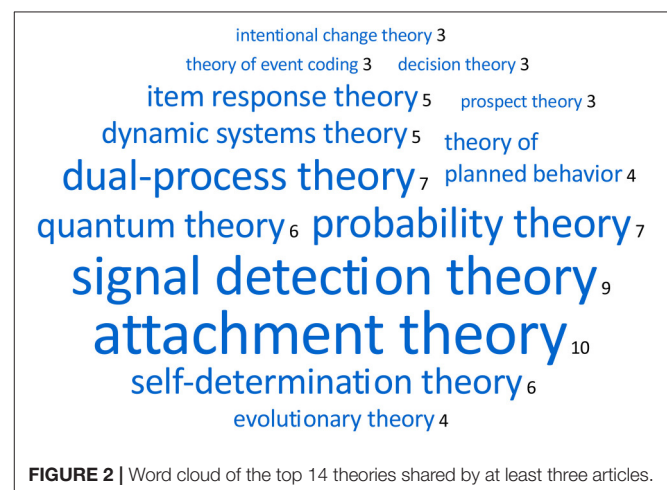 intentional change theory 3
theory of event coding 3 decision theory 3
item response theory 5 prospect theory 3
dynamic systems theory 5 theory of
planned behavior 4
dual-process theory 7
quantum theory 6 probability theory 7
signal detection theory 9
attachment theory 10
self-determination theory 6
evolutionary theory 4
FIGURE 2 | Word cloud of the top 14 theories shared by at least three articles.